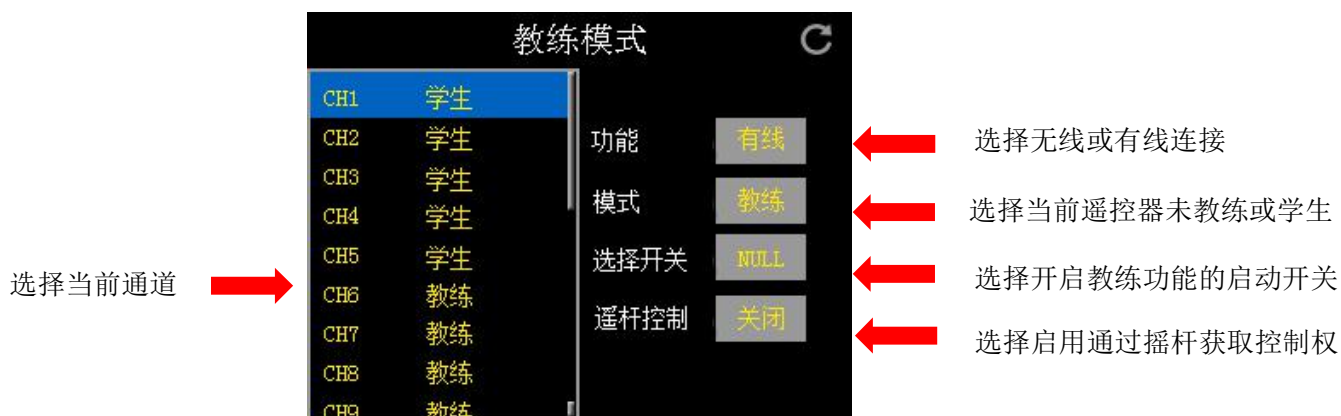 教练模式
CH1 学生
CH2 学生
CH3 学生
CH4 学生
CH5 学生
CH6 教练
CH7 教练
CH8 教练
CH9 教练
功能 有线
模式 教练
选择开关 NULL
遥杆控制 关闭
选择当前通道
选择无线或有线连接
选择当前遥控器未教练或学生
选择开启教练功能的启动开关
选择启用通过摇杆获取控制权